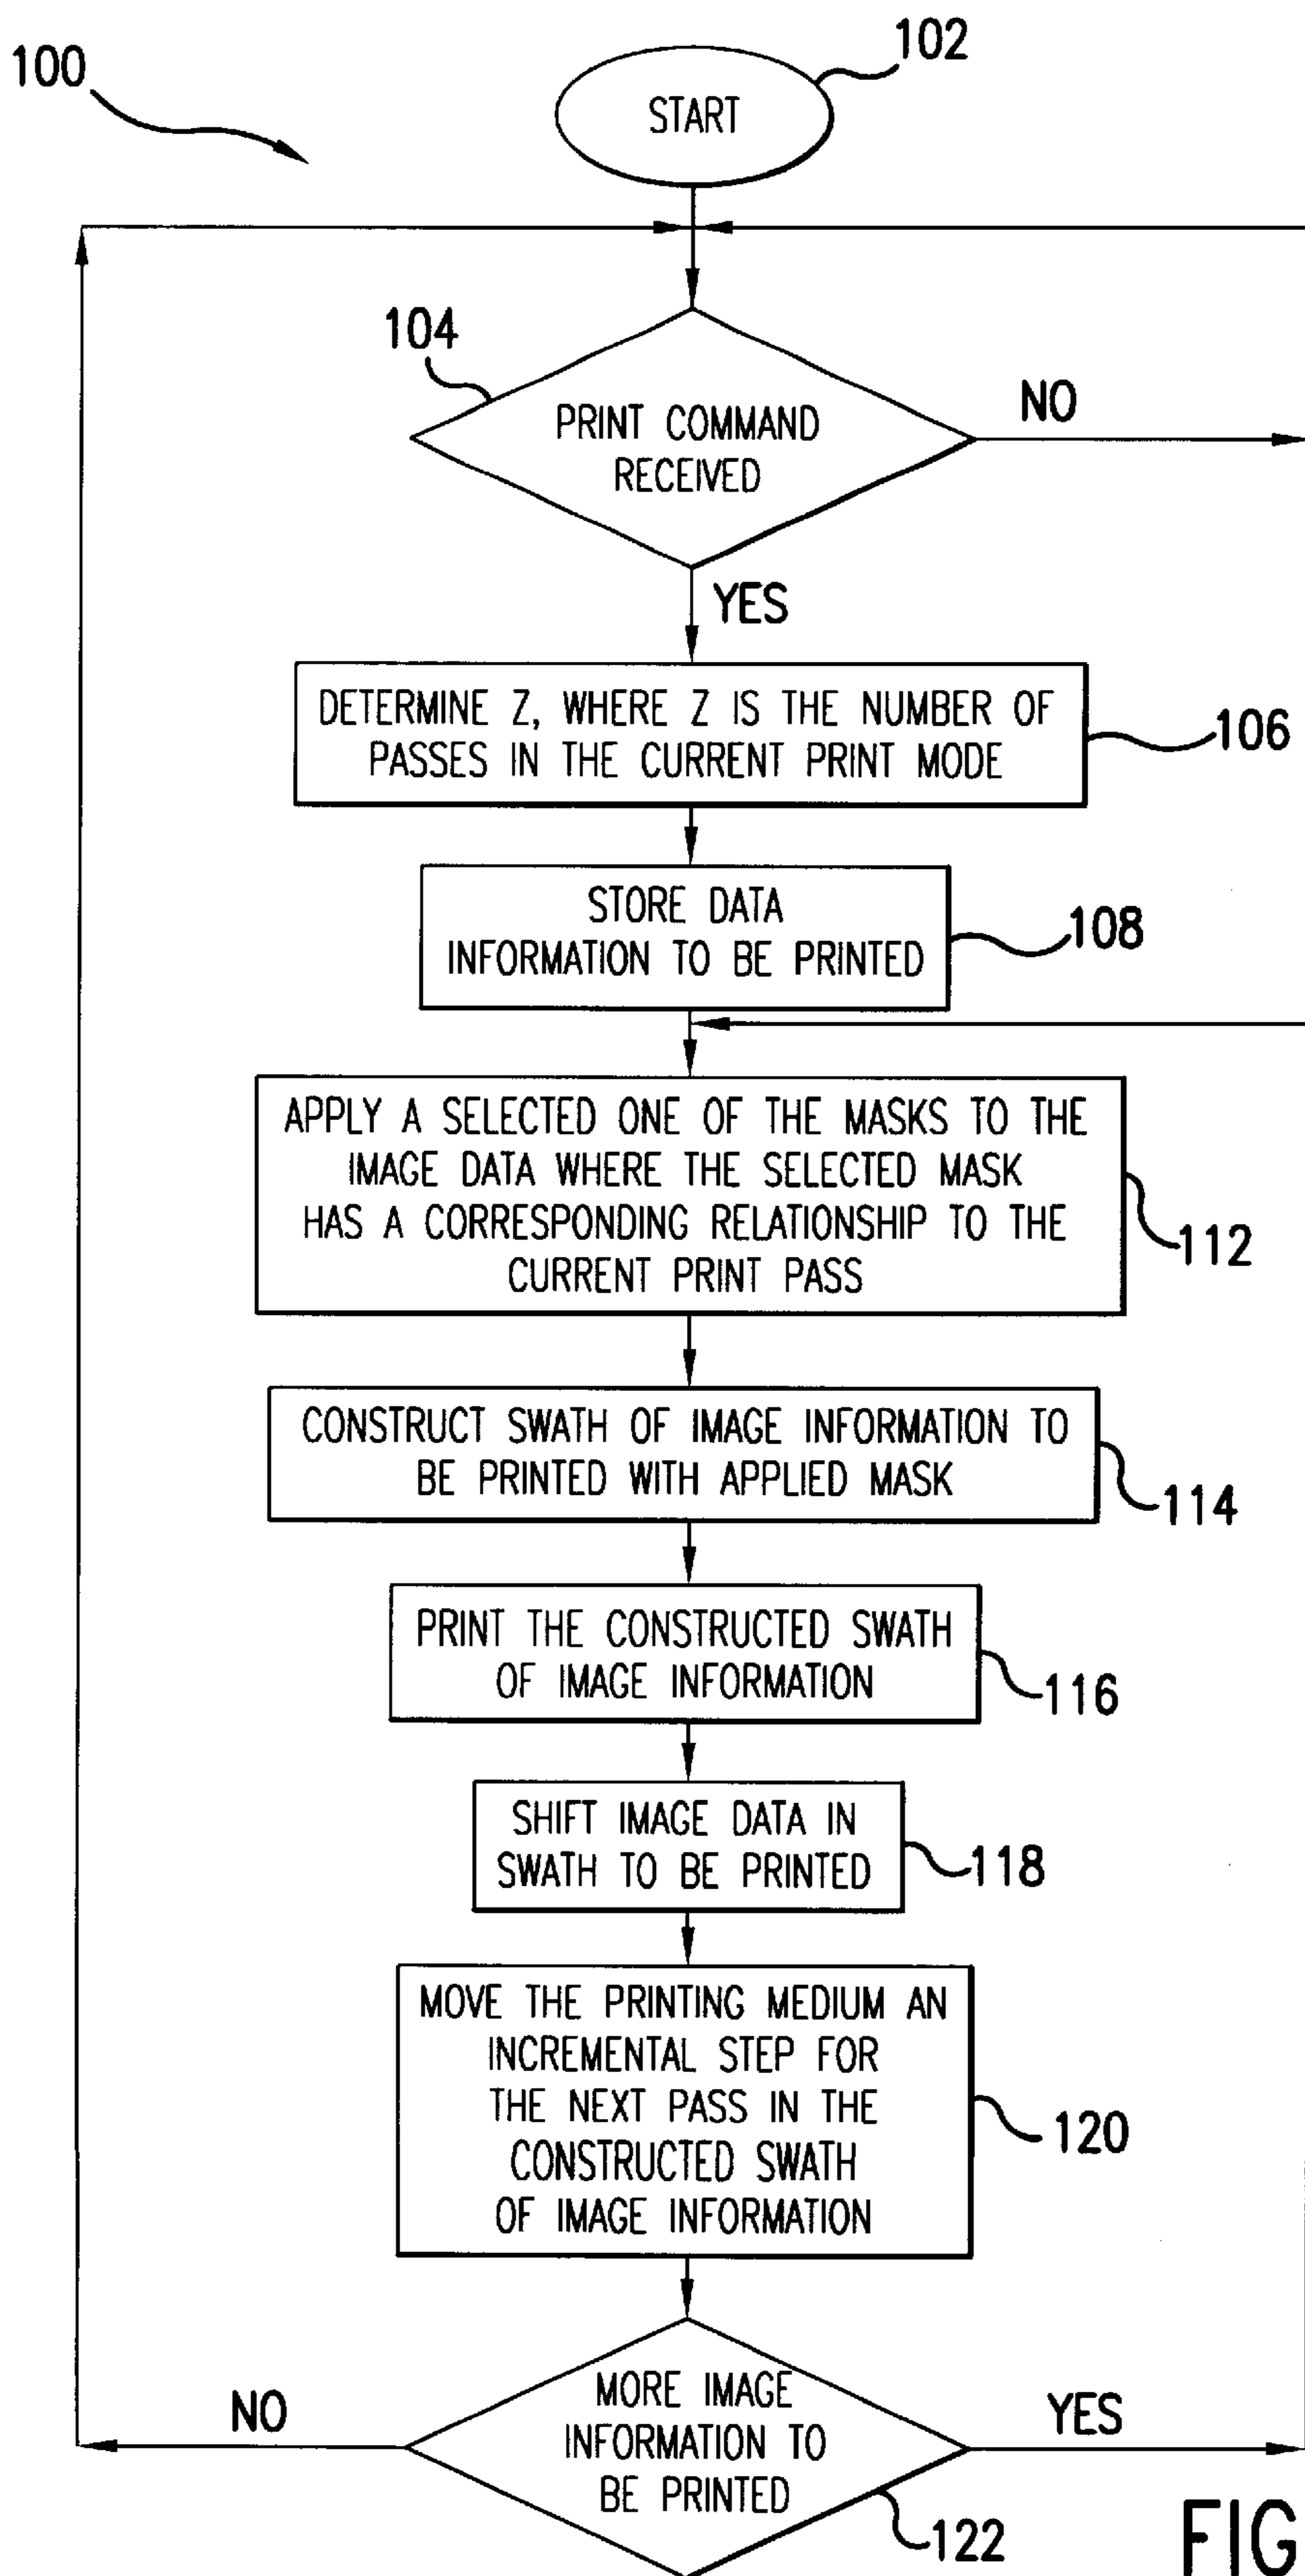 100
102
START
104
PRINT COMMAND
RECEIVED
NO
YES
DETERMINE Z, WHERE Z IS THE NUMBER OF
PASSES IN THE CURRENT PRINT MODE
106
STORE DATA
INFORMATION TO BE PRINTED
108
APPLY A SELECTED ONE OF THE MASKS TO THE
IMAGE DATA WHERE THE SELECTED MASK
HAS A CORRESPONDING RELATIONSHIP TO THE
CURRENT PRINT PASS
112
CONSTRUCT SWATH OF IMAGE INFORMATION TO
BE PRINTED WITH APPLIED MASK
114
PRINT THE CONSTRUCTED SWATH
OF IMAGE INFORMATION
116
SHIFT IMAGE DATA IN
SWATH TO BE PRINTED
118
MOVE THE PRINTING MEDIUM AN
INCREMENTAL STEP FOR
THE NEXT PASS IN THE
CONSTRUCTED SWATH
OF IMAGE INFORMATION
120
MORE IMAGE
INFORMATION TO
BE PRINTED
NO
YES
122
FIG